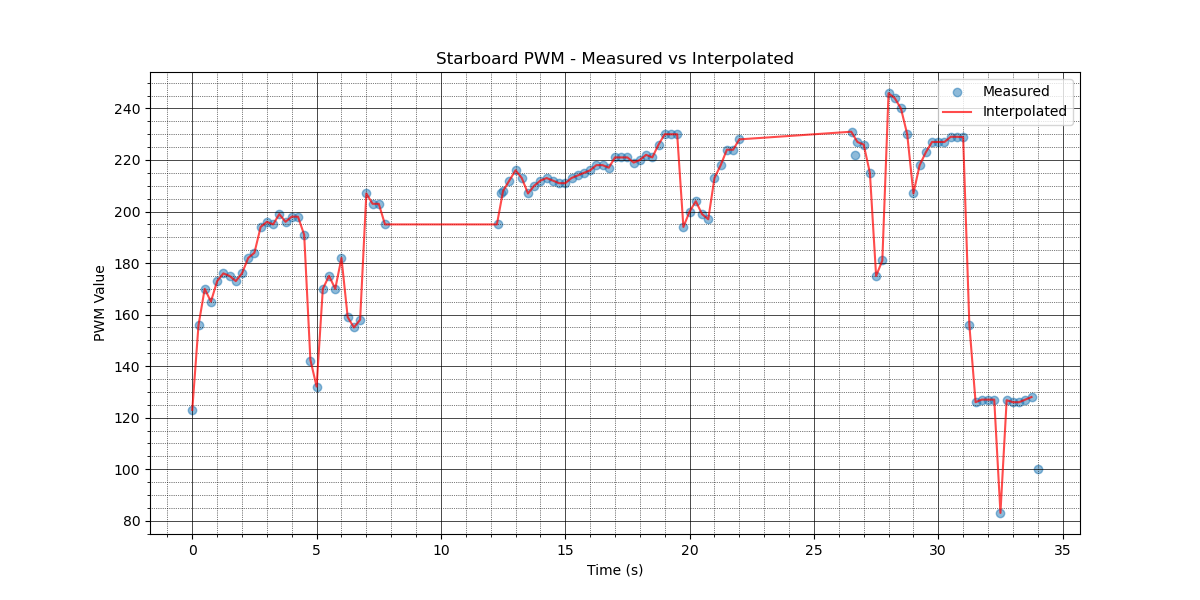 Starboard PWM - Measured vs Interpolated
Measured
Interpolated
PWM Value
240
220
200
180
160
140
120
100
80
0 5 10 15 20 25 30 35
Time (s)